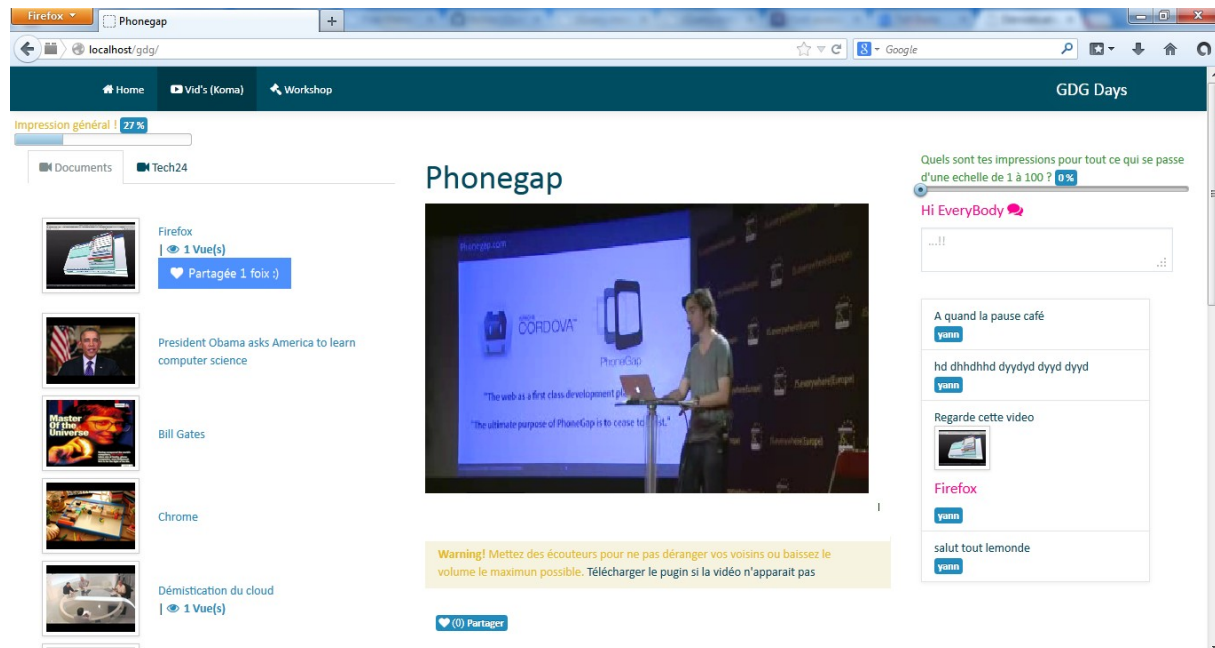 Firefox
Phonegap
localhost/gdg/
Google
Home
Vid's (Koma)
Workshop
GDG Days
Impression général ! 27 %
Documents
Tech24
Firefox
| 1 Vue(s)
Partagée 1 foix :)
President Obama asks America to learn
computer science
Master
Of the
Universe
Bill Gates
Chrome
Démistication du cloud
| 1 Vue(s)
Phonegap
Phonegap.com
CORDOVA
PhoneGap
"The web as a first class development
"The ultimate purpose of PhoneGap is to cease to
Warning! Mettez des écouteurs pour ne pas déranger vos voisins ou baissez le
volume le maximun possible. Télécharger le pugin si la vidéo n'apparait pas
(0) Partager
Quels sont tes impressions pour tout ce qui se passe
d'une echelle de 1 à 100 ? 0 %
Hi EveryBody
...!!
A quand la pause café
yann
hd dhhdhhd dyydyd dyyd dyyd
yann
Regarde cette video
Firefox
yann
salut tout lemonde
yann